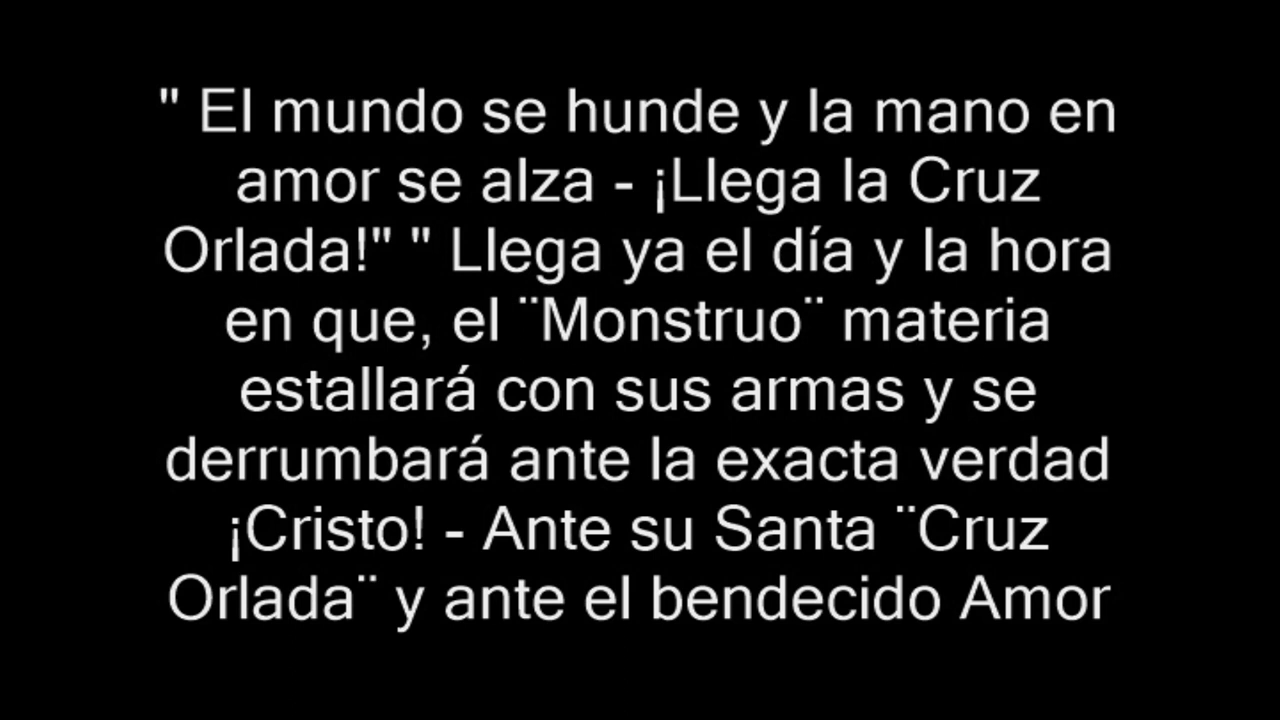 " El mundo se hunde y la mano en
amor se alza - ¡Llega la Cruz
Orlada!" " Llega ya el día y la hora
en que, el ¨Monstruo¨ materia
estallará con sus armas y se
derrumbará ante la exacta verdad
¡Cristo! - Ante su Santa ¨Cruz
Orlada¨ y ante el bendecido Amor